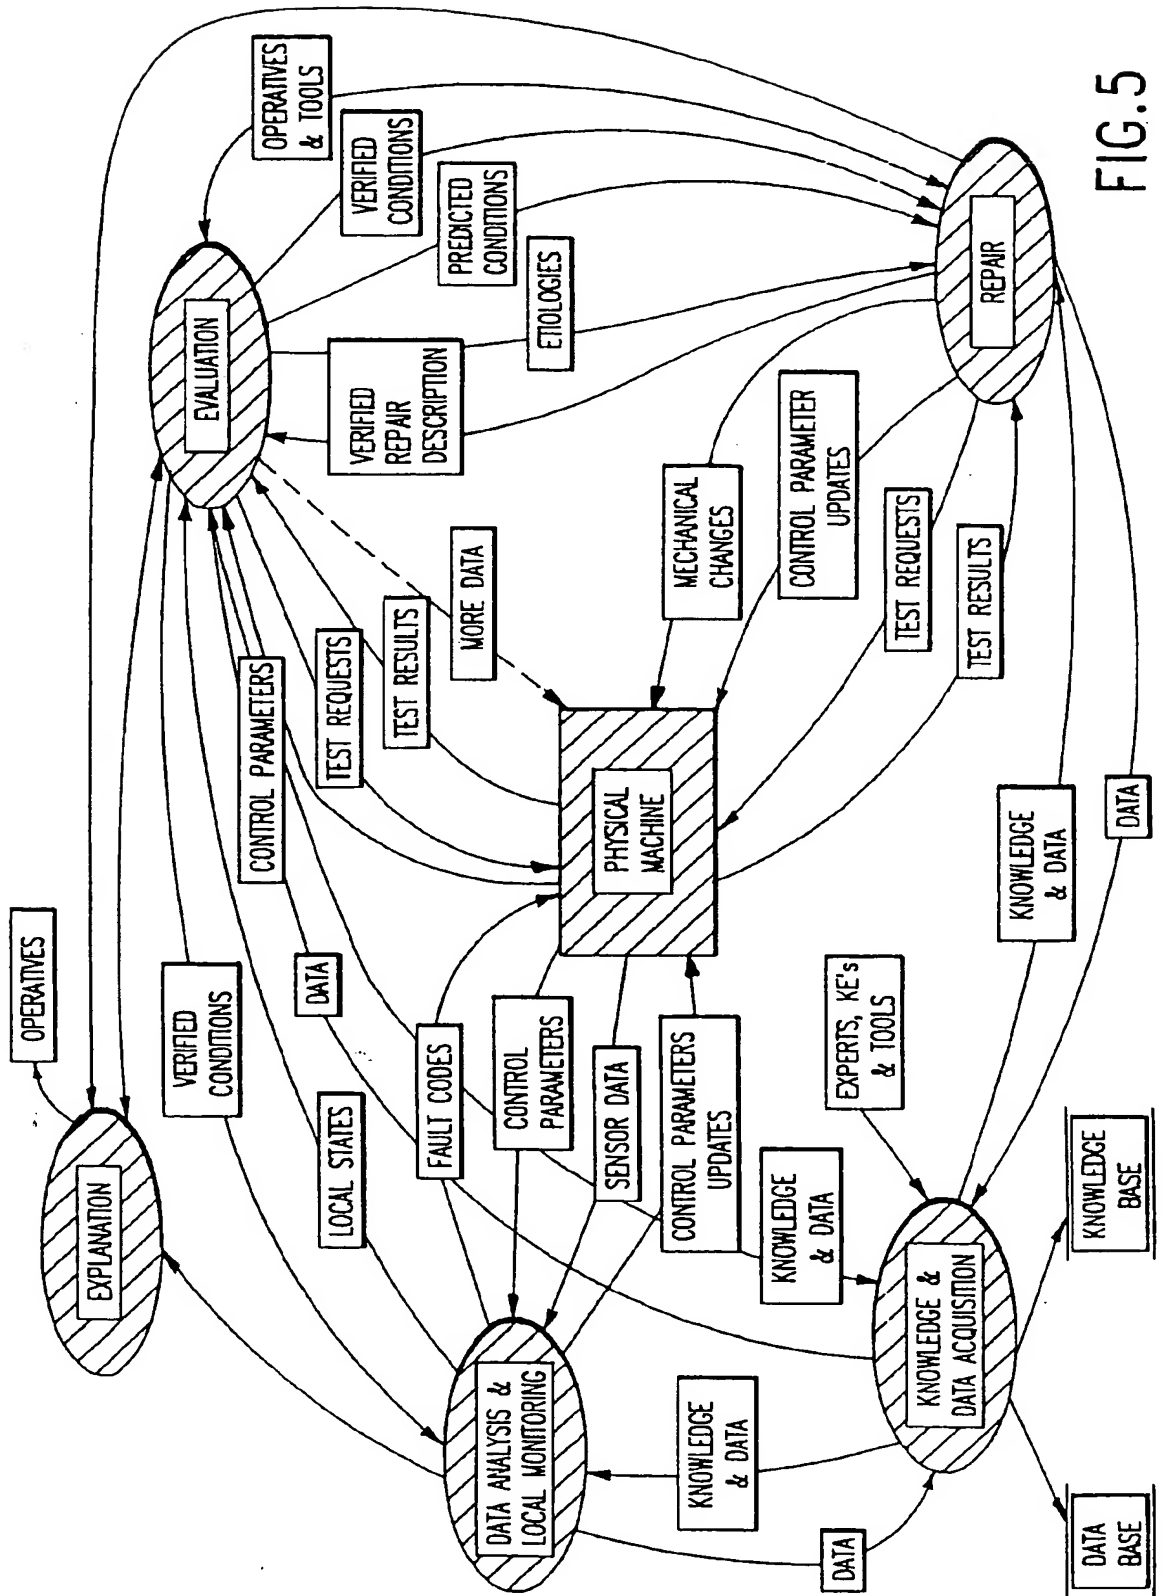 OPERATIVES
EXPLANATION
VERIFIED
CONDITIONS
LOCAL STATES
DATA
CONTROL PARAMETERS
TEST REQUESTS
TEST RESULTS
MORE DATA
EVALUATION
OPERATIVES
& TOOLS
VERIFIED
CONDITIONS
PREDICTED
CONDITIONS
ETIOLOGIES
VERIFIED
REPAIR
DESCRIPTION
FAULT CODES
CONTROL
PARAMETERS
SENSOR DATA
CONTROL PARAMETERS
UPDATES
PHYSICAL
MACHINE
MECHANICAL
CHANGES
CONTROL PARAMETER
UPDATES
TEST REQUESTS
TEST RESULTS
REPAIR
DATA ANALYSIS &
LOCAL MONITORING
KNOWLEDGE
& DATA
DATA
KNOWLEDGE
& DATA
EXPERTS, KE's
& TOOLS
KNOWLEDGE &
DATA ACQUISITION
KNOWLEDGE
& DATA
DATA
DATA
BASE
KNOWLEDGE
BASE
FIG.5